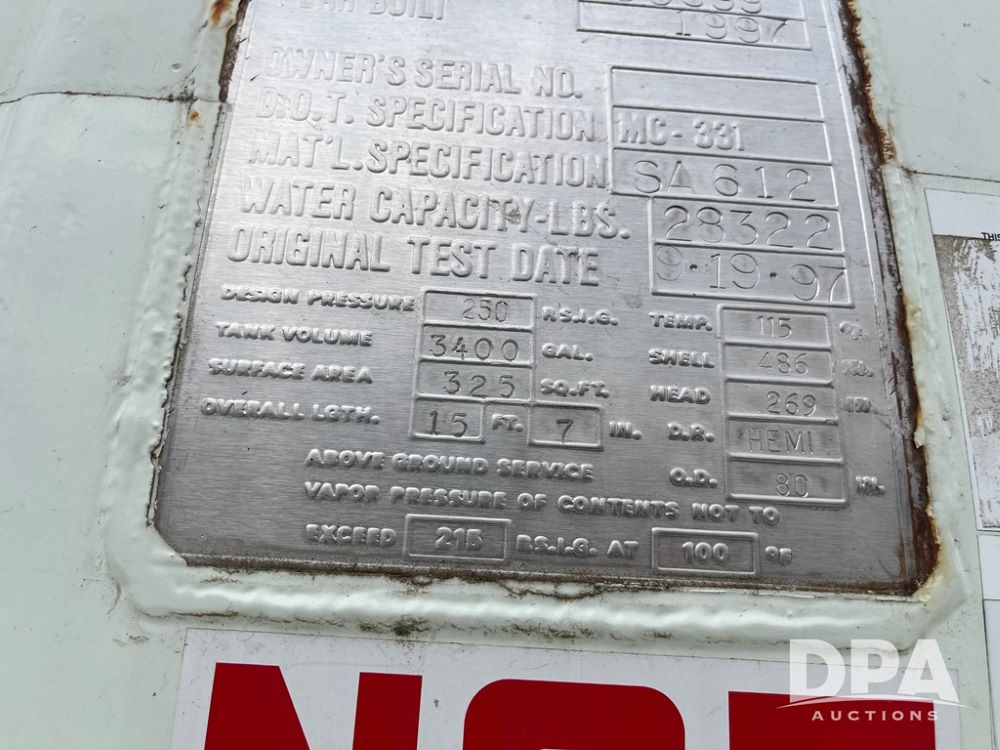 BUILT 1997
OWNER'S SERIAL NO.
D.O.T. SPECIFICATION MC-331
MAT'L. SPECIFICATION SA 612
WATER CAPACITY-LBS. 28322
ORIGINAL TEST DATE 9·19·97
DESIGN PRESSURE 250 P.S.I.G. TEMP. 115 °F.
TANK VOLUME 3400 GAL. SHELL .486 IN.
SURFACE AREA 325 SQ.FT. HEAD .269 IN.
OVERALL LGTH. 15 FT. 7 IN. D.R. HEMI
ABOVE GROUND SERVICE O.D. 80 IN.
VAPOR PRESSURE OF CONTENTS NOT TO
EXCEED 215 P.S.I.G. AT 100 °F
THIS
DPA
AUCTIONS